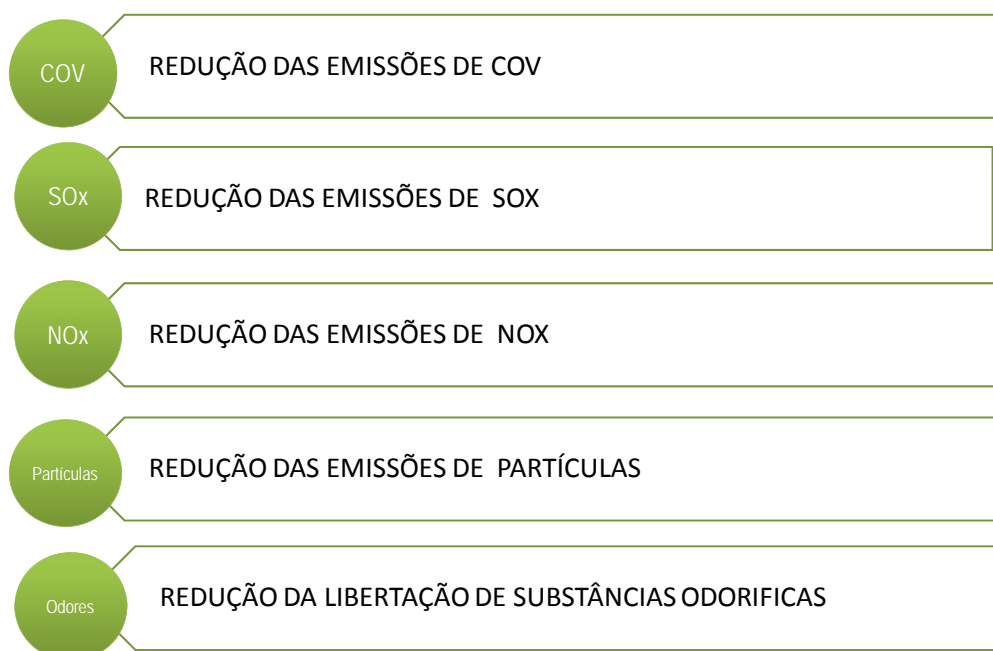 COV
REDUÇÃO DAS EMISSÕES DE COV
SOx
REDUÇÃO DAS EMISSÕES DE  SOX
NOx
REDUÇÃO DAS EMISSÕES DE  NOX
Partículas
REDUÇÃO DAS EMISSÕES DE  PARTÍCULAS
Odores
REDUÇÃO DA LIBERTAÇÃO DE SUBSTÂNCIAS ODORIFICAS